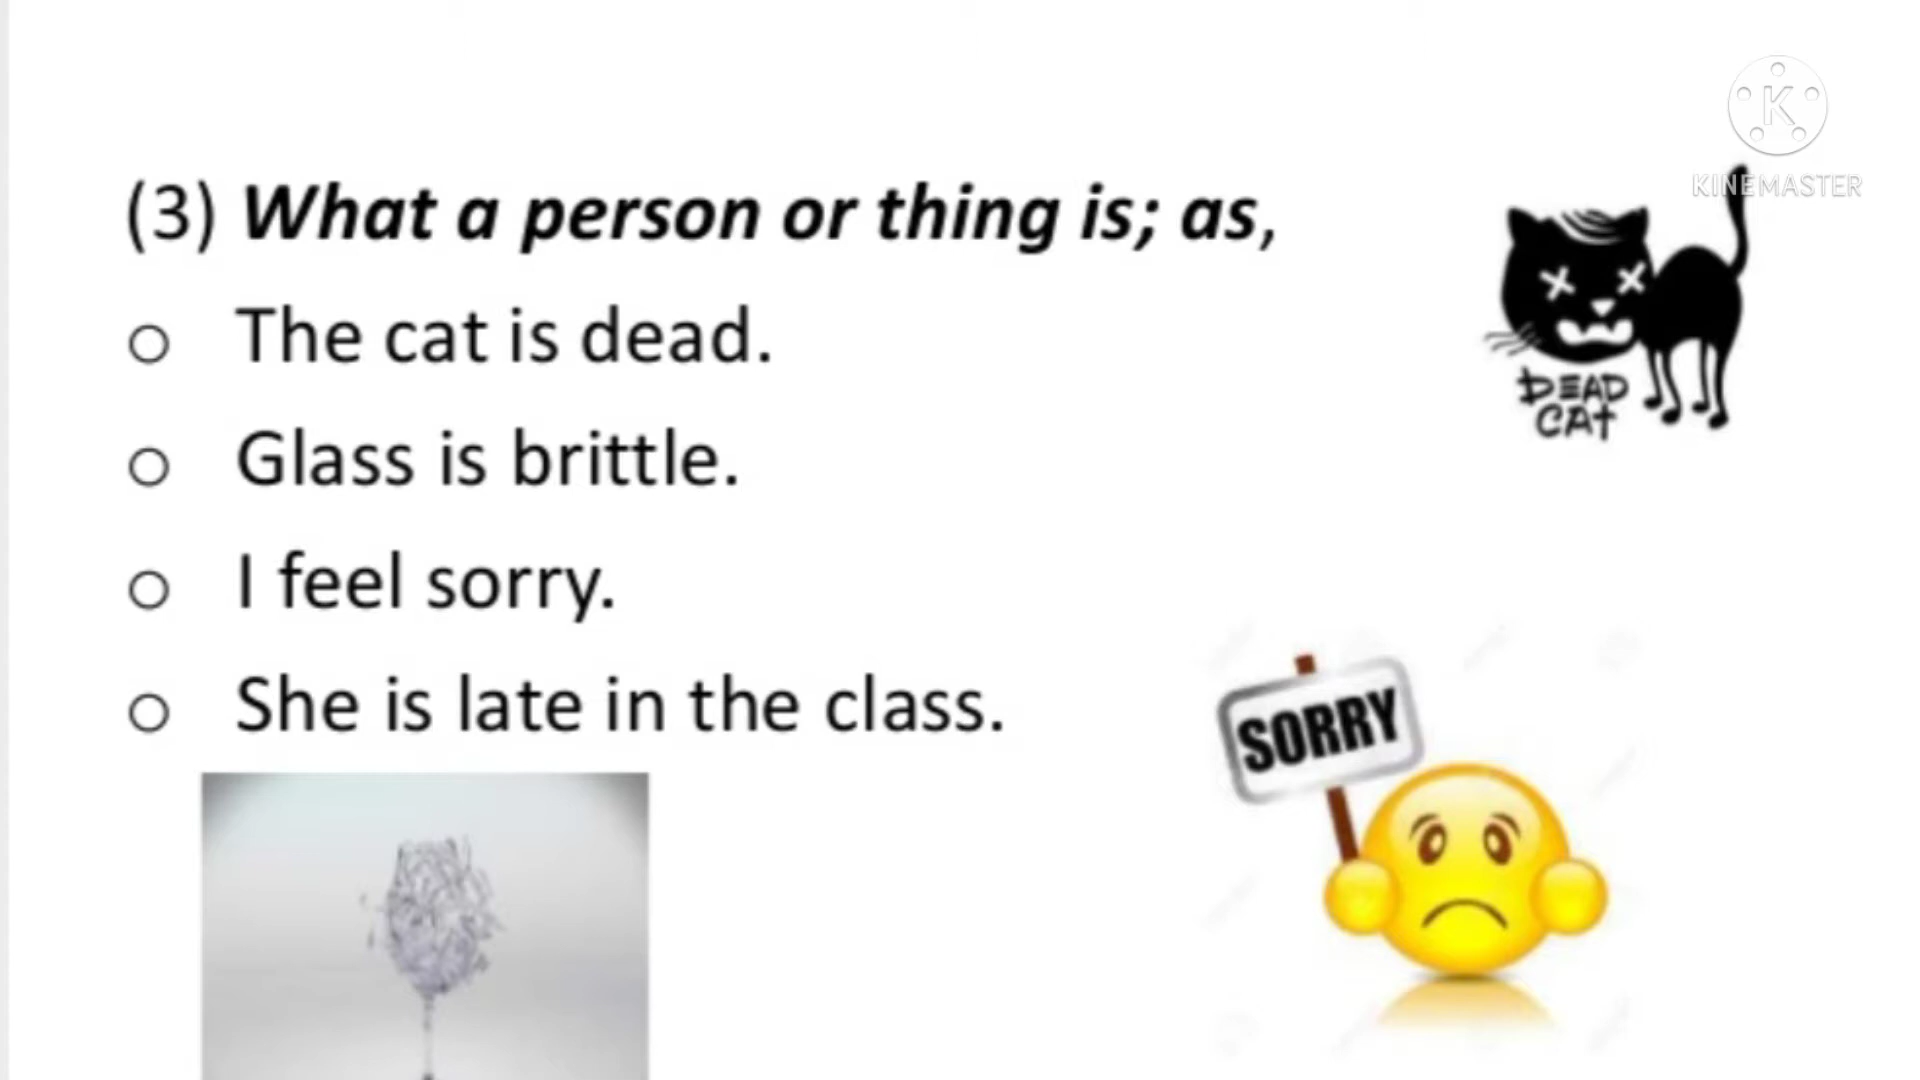 K
KINEMASTER
(3) What a person or thing is; as,
o The cat is dead.
o Glass is brittle.
o I feel sorry.
o She is late in the class.
DEAD
CAT
SORRY